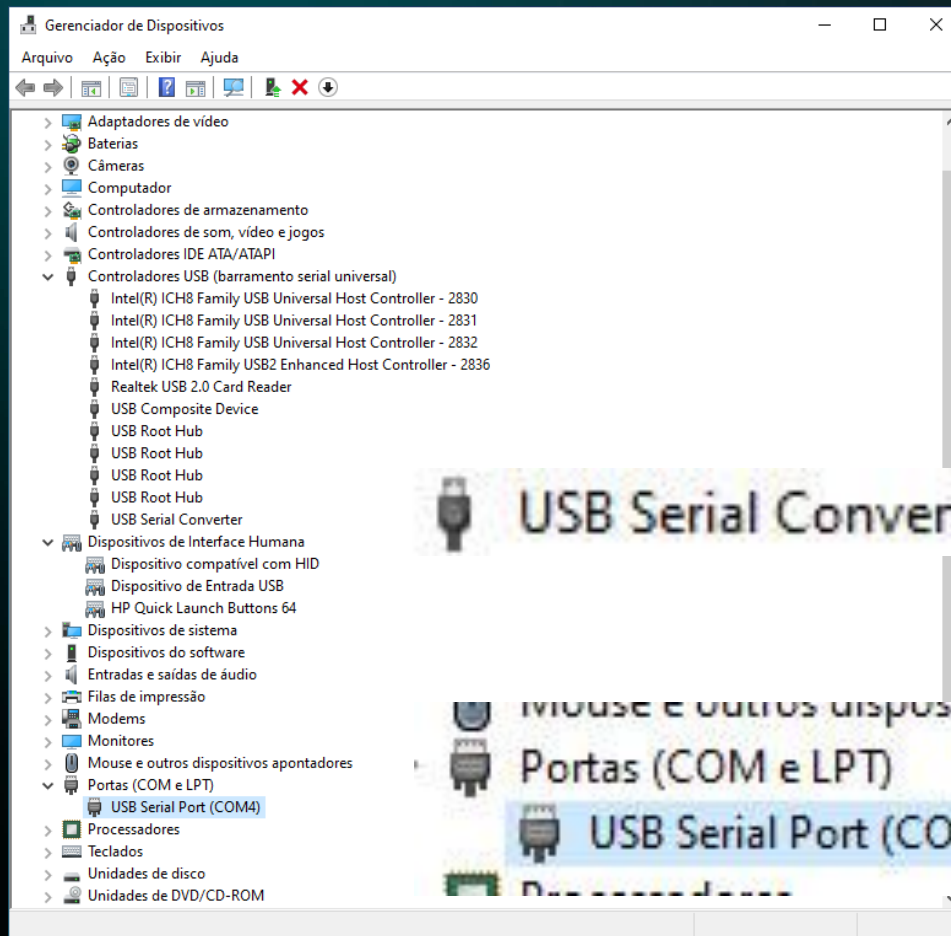 Gerenciador de Dispositivos
Arquivo Ação Exibir Ajuda
Adaptadores de vídeo
Baterias
Câmeras
Computador
Controladores de armazenamento
Controladores de som, vídeo e jogos
Controladores IDE ATA/ATAPI
Controladores USB (barramento serial universal)
Intel(R) ICH8 Family USB Universal Host Controller - 2830
Intel(R) ICH8 Family USB Universal Host Controller - 2831
Intel(R) ICH8 Family USB Universal Host Controller - 2832
Intel(R) ICH8 Family USB2 Enhanced Host Controller - 2836
Realtek USB 2.0 Card Reader
USB Composite Device
USB Root Hub
USB Root Hub
USB Root Hub
USB Root Hub
USB Serial Converter
Dispositivos de Interface Humana
Dispositivo compatível com HID
Dispositivo de Entrada USB
HP Quick Launch Buttons 64
Dispositivos de sistema
Dispositivos do software
Entradas e saídas de áudio
Filas de impressão
Modems
Monitores
Mouse e outros dispositivos apontadores
Portas (COM e LPT)
USB Serial Port (COM4)
Processadores
Teclados
Unidades de disco
Unidades de DVD/CD-ROM
USB Serial Conver
Mouse e outros dispos
Portas (COM e LPT)
USB Serial Port (CO